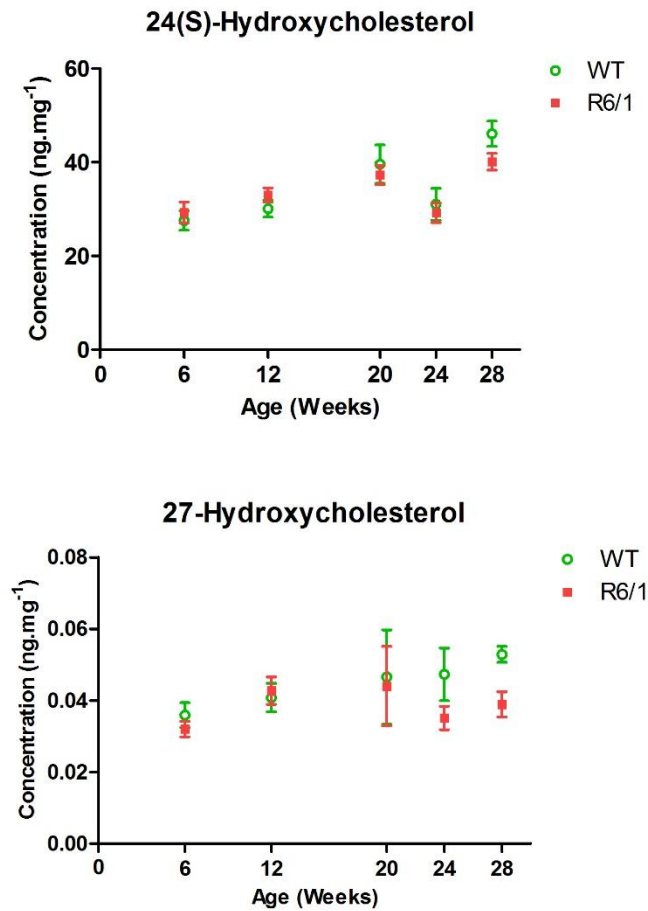 24(S)-Hydroxycholesterol
WT
R6/1
Concentration (ng.mg⁻¹)
60
40
20
0
0 6 12 20 24 28
Age (Weeks)
27-Hydroxycholesterol
WT
R6/1
Concentration (ng.mg⁻¹)
0.08
0.06
0.04
0.02
0.00
0 6 12 20 24 28
Age (Weeks)